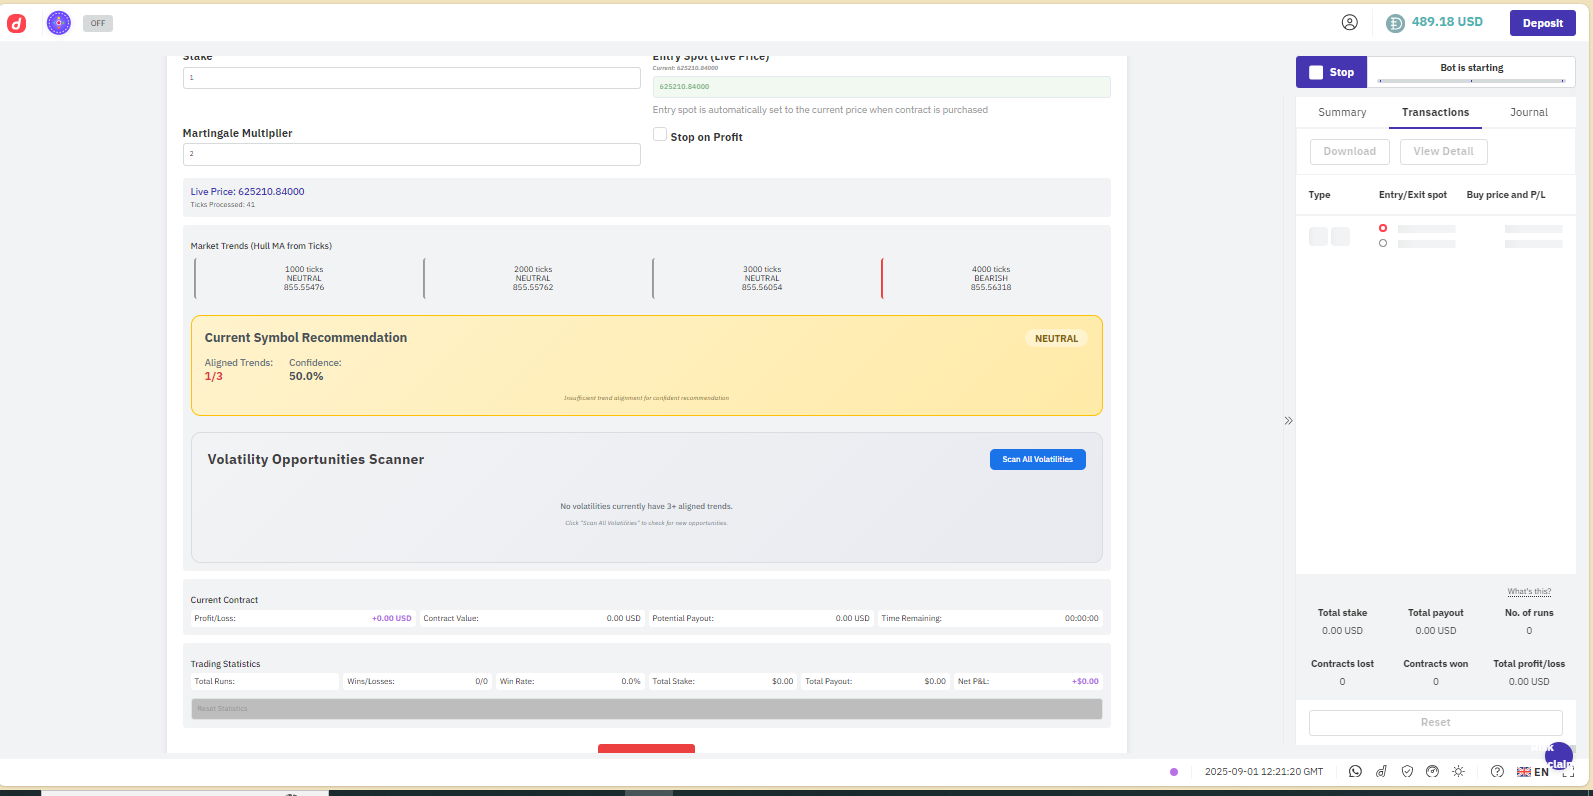 OFF
489.18 USD
Deposit
Stake
1
Entry Spot (Live Price)
Current: 625210.84000
625210.84000
Entry spot is automatically set to the current price when contract is purchased
Martingale Multiplier
2
Stop on Profit
Live Price: 625210.84000
Ticks Processed: 41
Market Trends (Hull MA from Ticks)
1000 ticks
NEUTRAL
855.55476
2000 ticks
NEUTRAL
855.55762
3000 ticks
NEUTRAL
855.56054
4000 ticks
BEARISH
855.56318
Current Symbol Recommendation
NEUTRAL
Aligned Trends:
1/3
Confidence:
50.0%
Insufficient trend alignment for confident recommendation
Volatility Opportunities Scanner
Scan All Volatilities
No volatilities currently have 3+ aligned trends.
Click "Scan All Volatilities" to check for new opportunities.
Current Contract
Profit/Loss: +0.00 USD
Contract Value: 0.00 USD
Potential Payout: 0.00 USD
Time Remaining: 00:00:00
Trading Statistics
Total Runs:
Wins/Losses: 0/0
Win Rate: 0.0%
Total Stake: $0.00
Total Payout: $0.00
Net P&L: +$0.00
Reset Statistics
Stop
Bot is starting
Summary
Transactions
Journal
Download
View Detail
Type
Entry/Exit spot
Buy price and P/L
What's this?
Total stake
0.00 USD
Total payout
0.00 USD
No. of runs
0
Contracts lost
0
Contracts won
0
Total profit/loss
0.00 USD
Reset
2025-09-01 12:21:20 GMT
EN